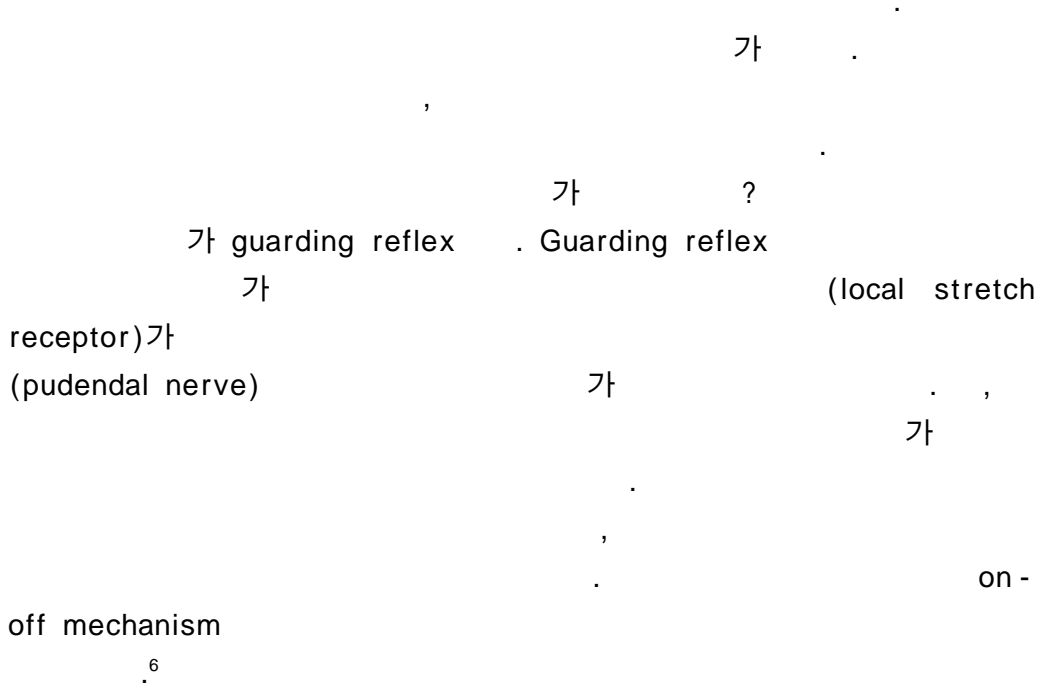 .
가 .
,
.
가 ?
가 guarding reflex . Guarding reflex
가 (local stretch
receptor)가
(pudendal nerve) 가 . ,
가
.
,
. on -
off mechanism
.6